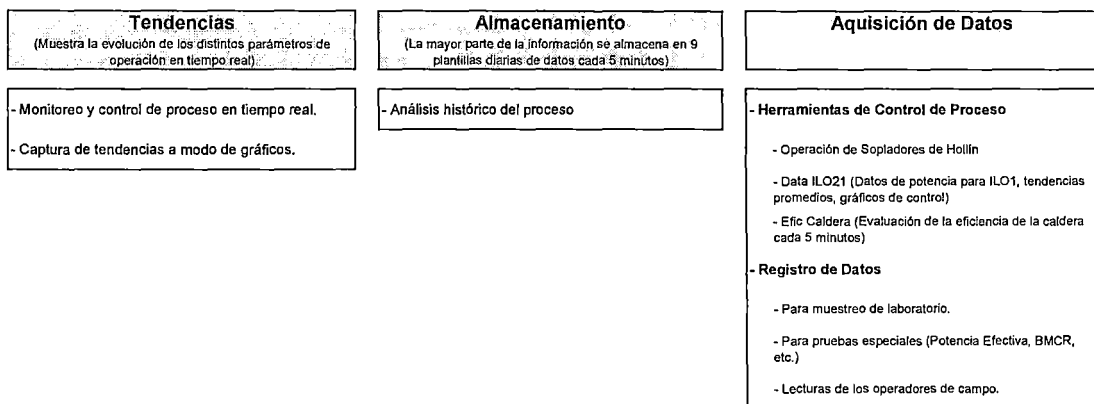 Tendencias
(Muestra la evolución de los distintos parámetros de
operación en tiempo real)
- Monitoreo y control de proceso en tiempo real.
- Captura de tendencias a modo de gráficos.
Almacenamiento
(La mayor parte de la información se almacena en 9
plantillas diarias de datos cada 5 minutos)
- Análisis histórico del proceso
Aquisición de Datos
- Herramientas de Control de Proceso
- Operación de Sopladores de Hollín
- Data ILO21 (Datos de potencia para ILO1, tendencias
promedios, gráficos de control)
- Efic Caldera (Evaluación de la eficiencia de la caldera
cada 5 minutos)
- Registro de Datos
- Para muestreo de laboratorio.
- Para pruebas especiales (Potencia Efectiva, BMCR,
etc.)
- Lecturas de los operadores de campo.